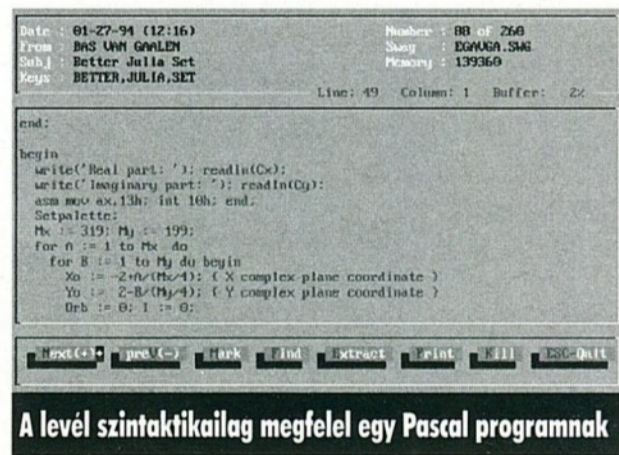 Date : 01-27-94 (12:16) Number : 88 of 260
From : BAS VAN GAALEN Swag : EGAVGA.SWG
Subj : Better Julia Set Memory : 139360
Keys : BETTER,JULIA,SET
Line: 49 Column: 1 Buffer: 2%
end;
begin
write('Real part: '); readln(Cx);
write('Imaginary part: '); readln(Cy);
asm mov ax,13h; int 10h; end;
Setpalette;
Mx := 319; My := 199;
for A := 1 to Mx do
for B := 1 to My do begin
Xo := -2+A/(Mx/4); { X complex plane coordinate }
Yo := 2-B/(My/4); { Y complex plane coordinate }
Orb := 0; I := 0;
Next(+) preV(-) Mark Find Extract Print Kill ESC-Quit
A levél szintaktikailag megfelel egy Pascal programnak